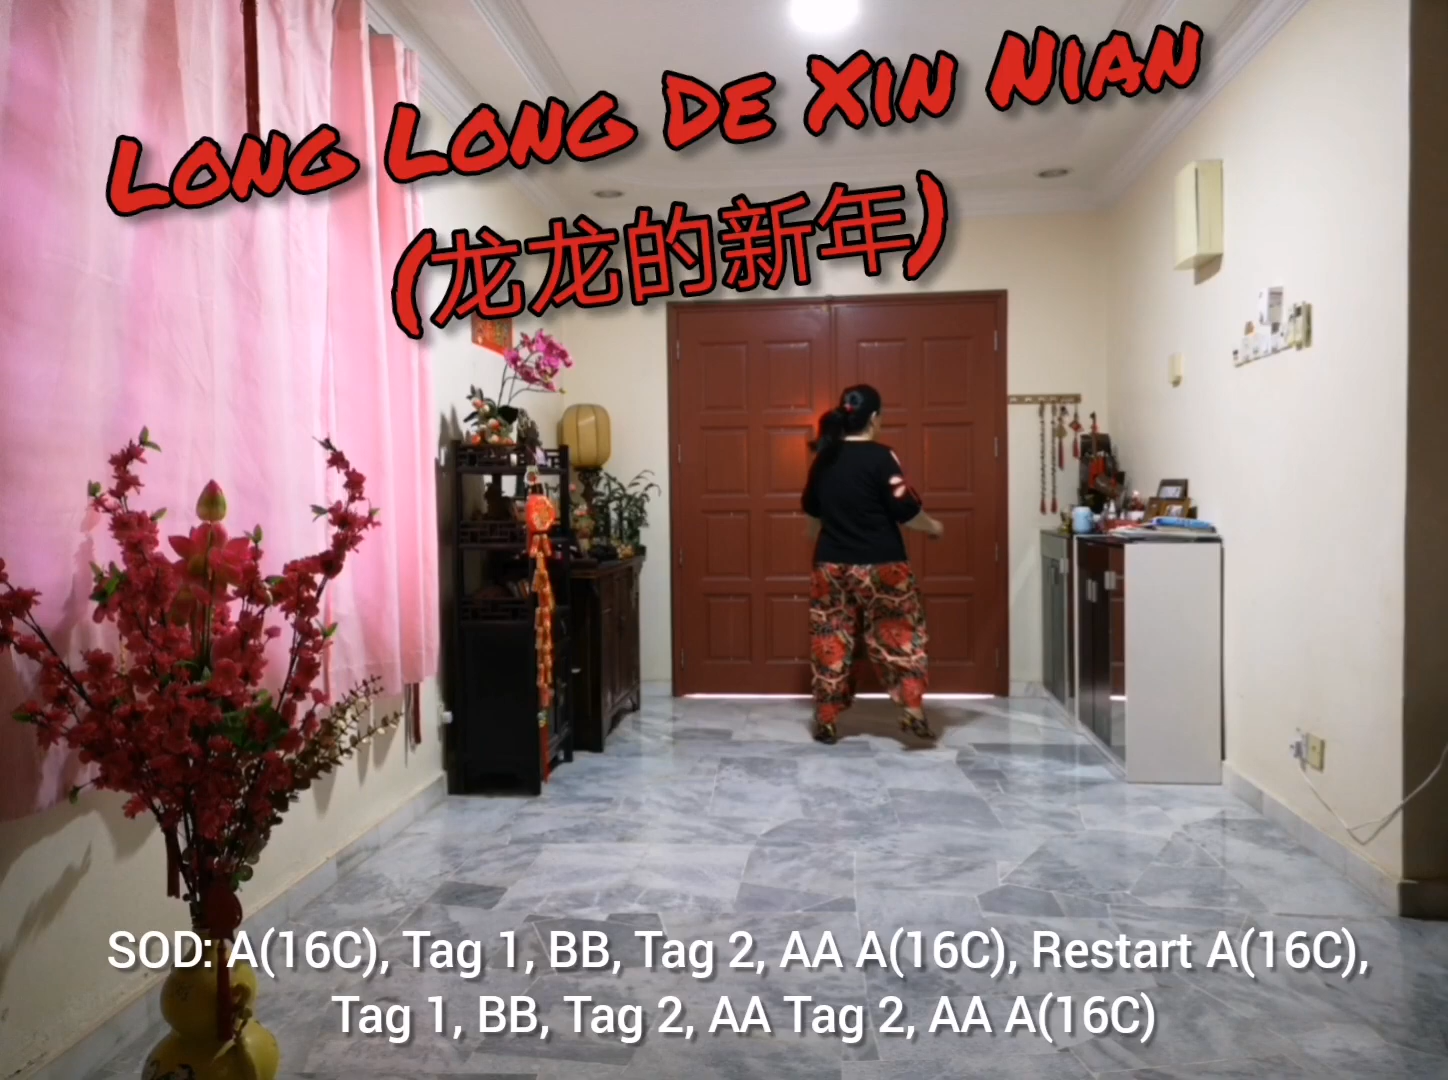 Long Long De Xin Nian
(龙龙的新年)
SOD: A(16C), Tag 1, BB, Tag 2, AA A(16C), Restart A(16C),
Tag 1, BB, Tag 2, AA Tag 2, AA A(16C)